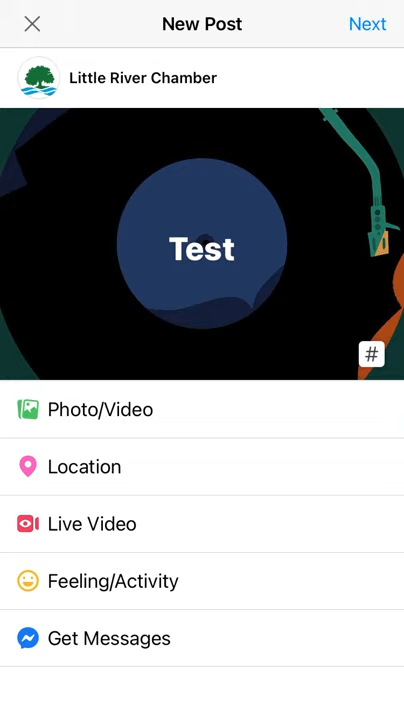 New Post
Next
Little River Chamber
Test
#
Photo/Video
Location
Live Video
Feeling/Activity
Get Messages